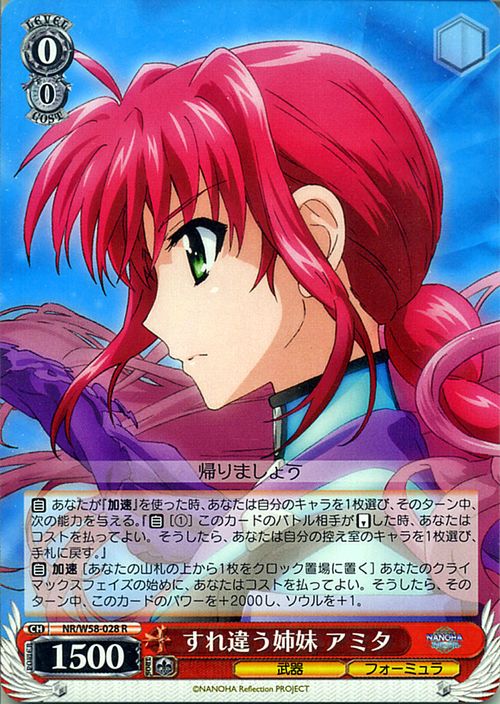 LEVEL
0
0
COST
帰りましょう
自 あなたが『加速』を使った時、あなたは自分のキャラを1枚選び、そのターン中、
次の能力を与える。『自 [①] このカードのバトル相手がリバースした時、あなたは
コストを払ってよい。そうしたら、あなたは自分の控え室のキャラを1枚選び、
手札に戻す。』
自 加速 [あなたの山札の上から1枚をクロック置場に置く] あなたのクライ
マックスフェイズの始めに、あなたはコストを払ってよい。そうしたら、その
ターン中、このカードのパワーを+2000し、ソウルを+1。
CH NR/W58-028 R
POWER 1500
SOUL
すれ違う姉妹 アミタ
NANOHA
武器 フォーミュラ
©NANOHA Reflection PROJECT